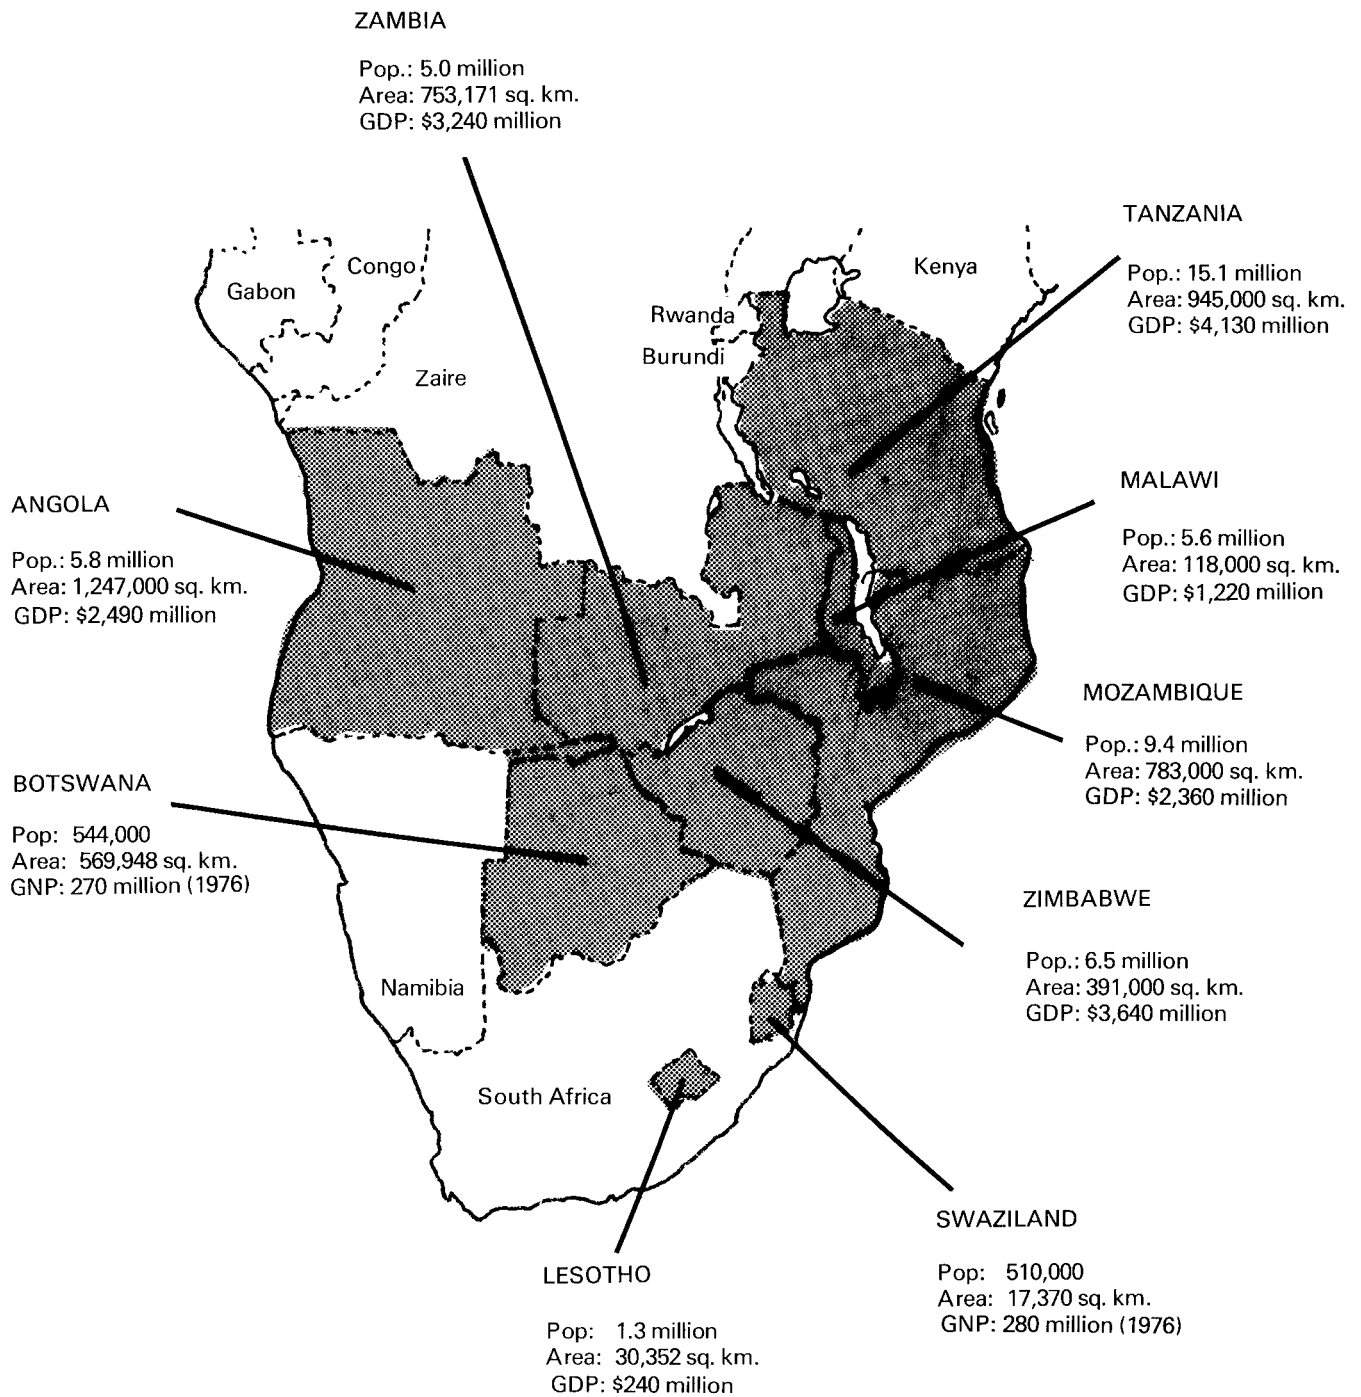 ZAMBIA
Pop.: 5.0 million
Area: 753,171 sq. km.
GDP: $3,240 million
TANZANIA
Pop.: 15.1 million
Area: 945,000 sq. km.
GDP: $4,130 million
Gabon
Congo
Kenya
Rwanda
Burundi
Zaire
ANGOLA
Pop.: 5.8 million
Area: 1,247,000 sq. km.
GDP: $2,490 million
MALAWI
Pop.: 5.6 million
Area: 118,000 sq. km.
GDP: $1,220 million
MOZAMBIQUE
Pop.: 9.4 million
Area: 783,000 sq. km.
GDP: $2,360 million
BOTSWANA
Pop: 544,000
Area: 569,948 sq. km.
GNP: 270 million (1976)
ZIMBABWE
Pop.: 6.5 million
Area: 391,000 sq. km.
GDP: $3,640 million
Namibia
South Africa
SWAZILAND
Pop: 510,000
Area: 17,370 sq. km.
GNP: 280 million (1976)
LESOTHO
Pop: 1.3 million
Area: 30,352 sq. km.
GDP: $240 million